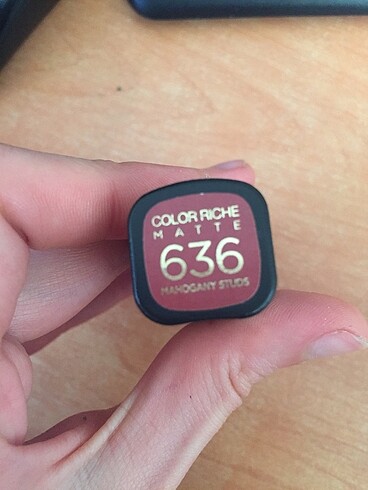 COLOR RICHE
MATTE
636
MAHOGANY STUDS